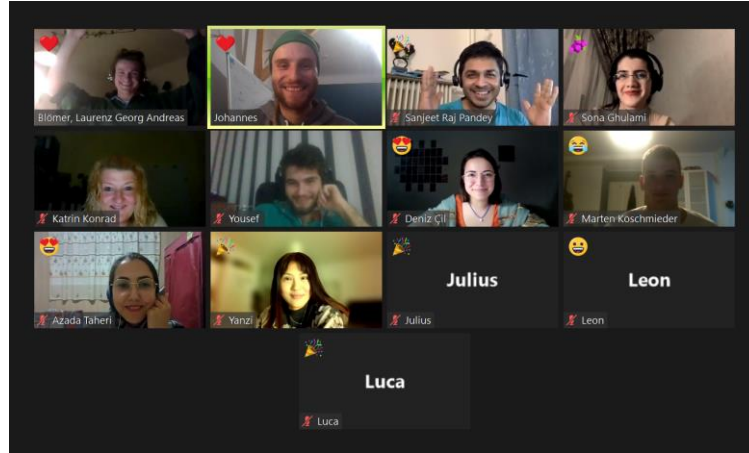 Blömer, Laurenz Georg Andreas
Johannes
Sanjeet Raj Pandey
Sona Ghulami
Katrin Konrad
Yousef
Deniz Çil
Marten Koschmieder
Azada Taheri
Yanzi
Julius
Julius
Leon
Leon
Luca
Luca